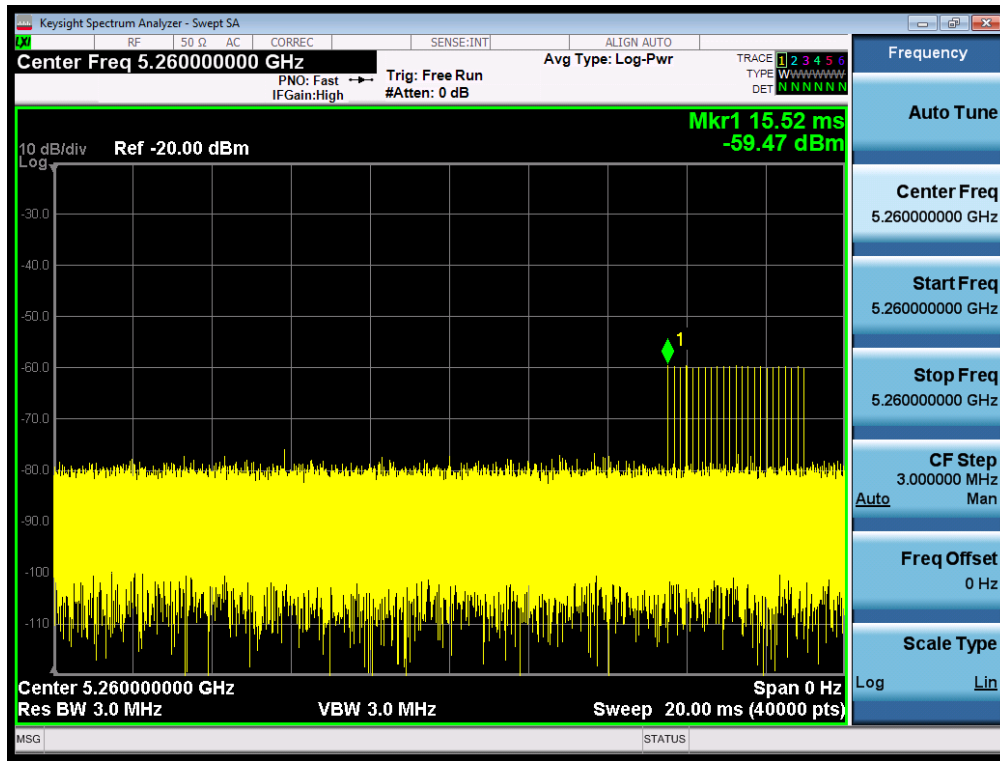 Keysight Spectrum Analyzer - Swept SA
LXI RF 50 Ω AC CORREC SENSE:INT ALIGN AUTO
Center Freq 5.260000000 GHz
PNO: Fast
IFGain:High
Trig: Free Run
#Atten: 0 dB
Avg Type: Log-Pwr
TRACE 1 2 3 4 5 6
TYPE WWWWWW
DET N N N N N N
Mkr1 15.52 ms
-59.47 dBm
10 dB/div Ref -20.00 dBm
Log
-30.0
-40.0
-50.0
1
-60.0
-70.0
-80.0
-90.0
-100
-110
Center 5.260000000 GHz Span 0 Hz
Res BW 3.0 MHz VBW 3.0 MHz Sweep 20.00 ms (40000 pts)
MSG STATUS
Frequency
Auto Tune
Center Freq
5.260000000 GHz
Start Freq
5.260000000 GHz
Stop Freq
5.260000000 GHz
CF Step
3.000000 MHz
Auto Man
Freq Offset
0 Hz
Scale Type
Log Lin